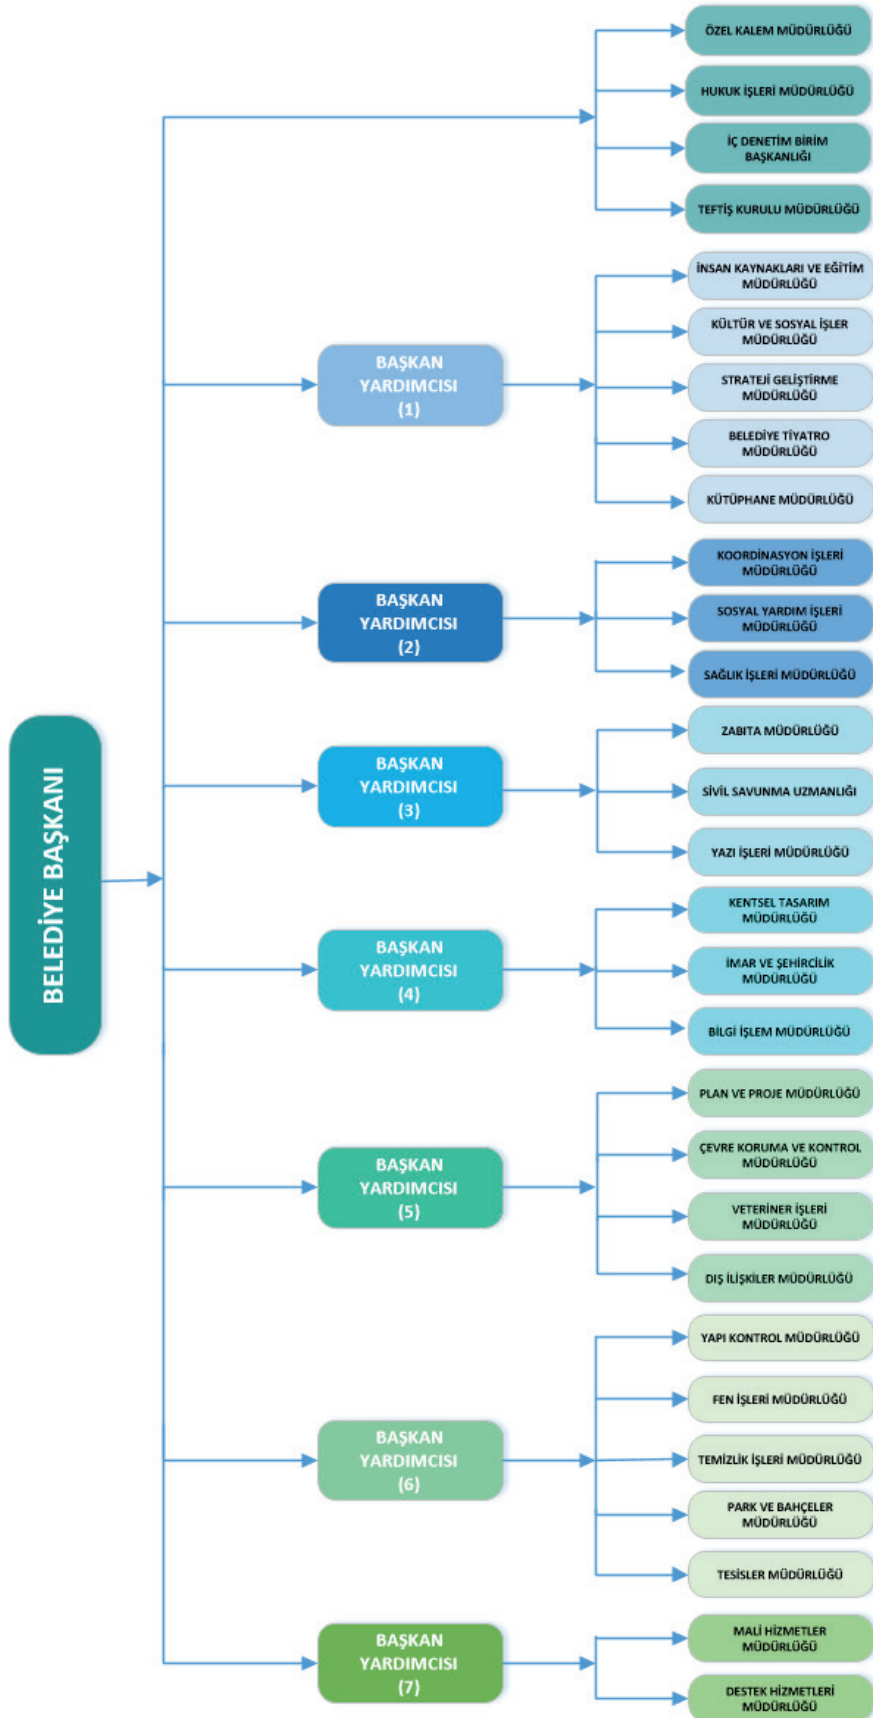 BELEDİYE BAŞKANI
ÖZEL KALEM MÜDÜRLÜĞÜ
HUKUK İŞLERİ MÜDÜRLÜĞÜ
İÇ DENETİM BİRİM
BAŞKANLIĞI
TEFTİŞ KURULU MÜDÜRLÜĞÜ
BAŞKAN
YARDIMCISI
(1)
İNSAN KAYNAKLARI VE EĞİTİM
MÜDÜRLÜĞÜ
KÜLTÜR VE SOSYAL İŞLER
MÜDÜRLÜĞÜ
STRATEJİ GELİŞTİRME
MÜDÜRLÜĞÜ
BELEDİYE TİYATRO
MÜDÜRLÜĞÜ
KÜTÜPHANE MÜDÜRLÜĞÜ
BAŞKAN
YARDIMCISI
(2)
KOORDİNASYON İŞLERİ
MÜDÜRLÜĞÜ
SOSYAL YARDIM İŞLERİ
MÜDÜRLÜĞÜ
SAĞLIK İŞLERİ MÜDÜRLÜĞÜ
BAŞKAN
YARDIMCISI
(3)
ZABITA MÜDÜRLÜĞÜ
SİVİL SAVUNMA UZMANLIĞI
YAZI İŞLERİ MÜDÜRLÜĞÜ
BAŞKAN
YARDIMCISI
(4)
KENTSEL TASARIM
MÜDÜRLÜĞÜ
İMAR VE ŞEHİRCİLİK
MÜDÜRLÜĞÜ
BİLGİ İŞLEM MÜDÜRLÜĞÜ
BAŞKAN
YARDIMCISI
(5)
PLAN VE PROJE MÜDÜRLÜĞÜ
ÇEVRE KORUMA VE KONTROL
MÜDÜRLÜĞÜ
VETERİNER İŞLERİ
MÜDÜRLÜĞÜ
DIŞ İLİŞKİLER MÜDÜRLÜĞÜ
BAŞKAN
YARDIMCISI
(6)
YAPI KONTROL MÜDÜRLÜĞÜ
FEN İŞLERİ MÜDÜRLÜĞÜ
TEMİZLİK İŞLERİ MÜDÜRLÜĞÜ
PARK VE BAHÇELER
MÜDÜRLÜĞÜ
TESİSLER MÜDÜRLÜĞÜ
BAŞKAN
YARDIMCISI
(7)
MALİ HİZMETLER
MÜDÜRLÜĞÜ
DESTEK HİZMETLERİ
MÜDÜRLÜĞÜ